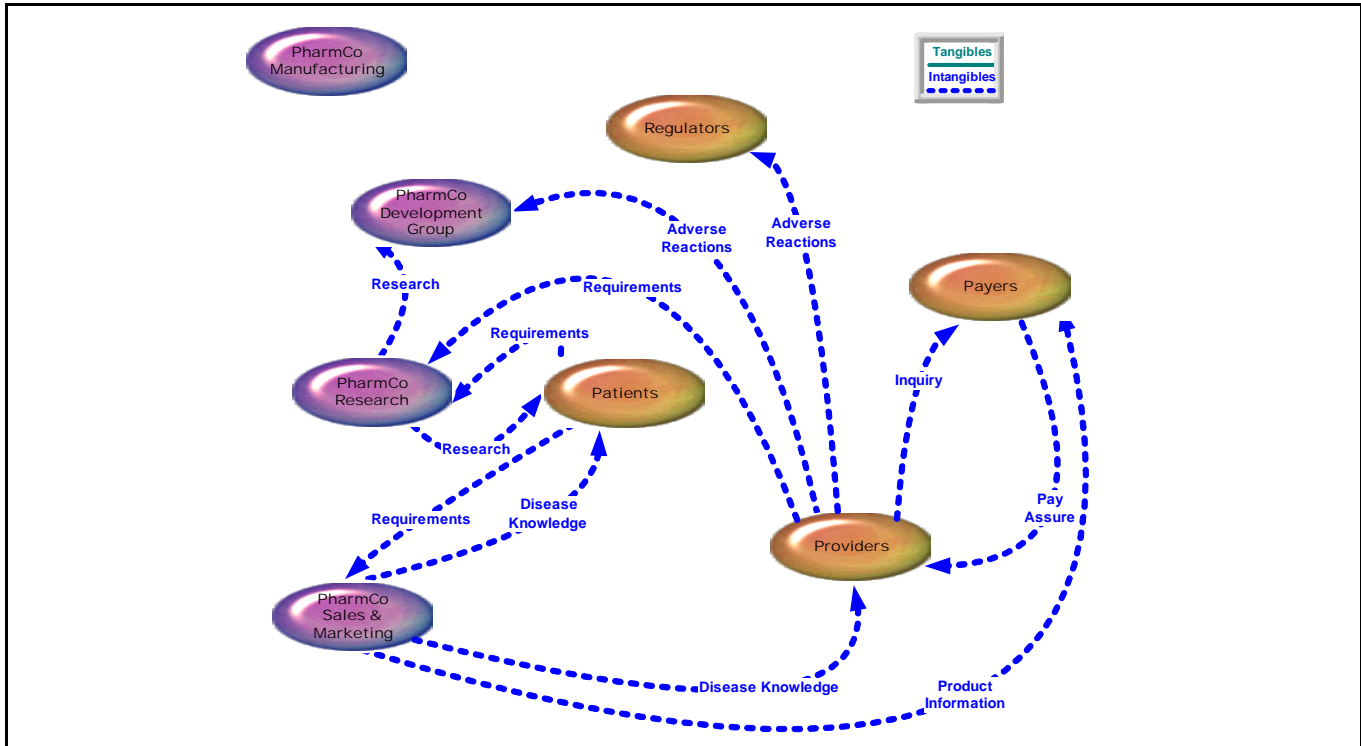 PharmCo
Manufacturing
Tangibles
Intangibles
Regulators
PharmCo
Development
Group
Adverse
Reactions
Adverse
Reactions
Research
Requirements
Payers
Requirements
PharmCo
Research
Patients
Inquiry
Research
Requirements
Disease
Knowledge
Pay
Assure
Providers
PharmCo
Sales &
Marketing
Disease Knowledge
Product
Information